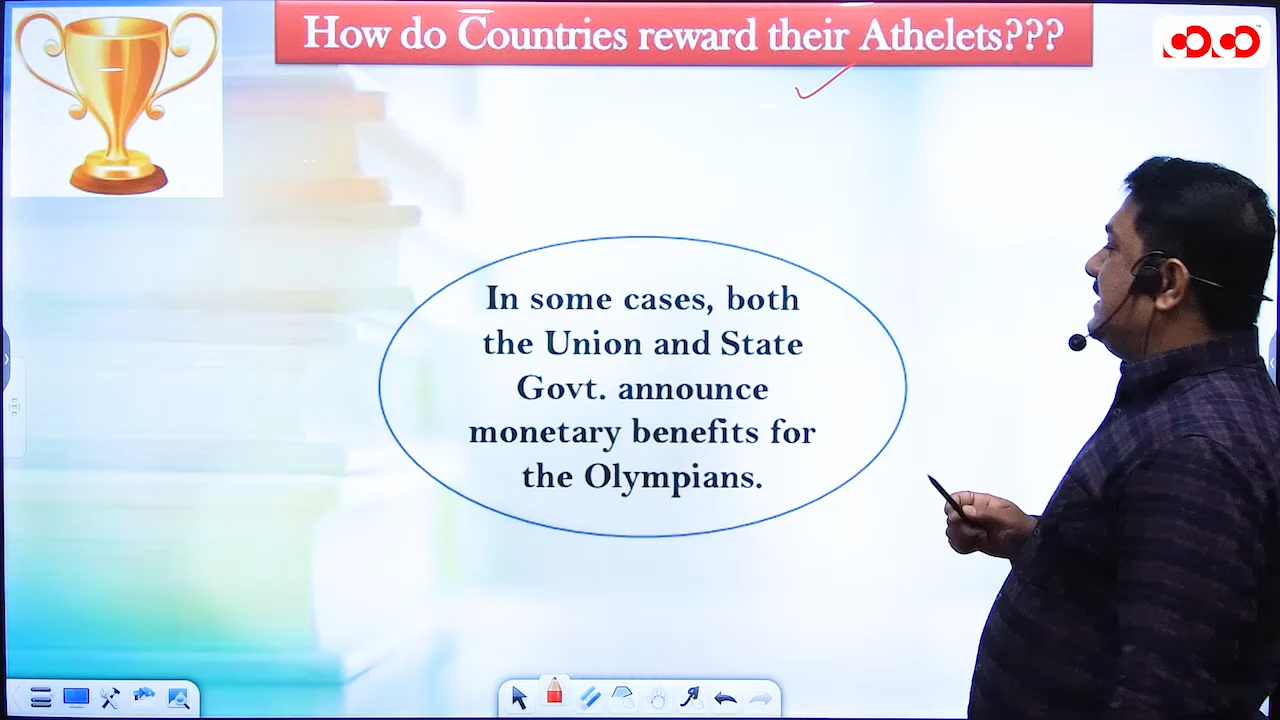 How do Countries reward their Athelets???
In some cases, both
the Union and State
Govt. announce
monetary benefits for
the Olympians.